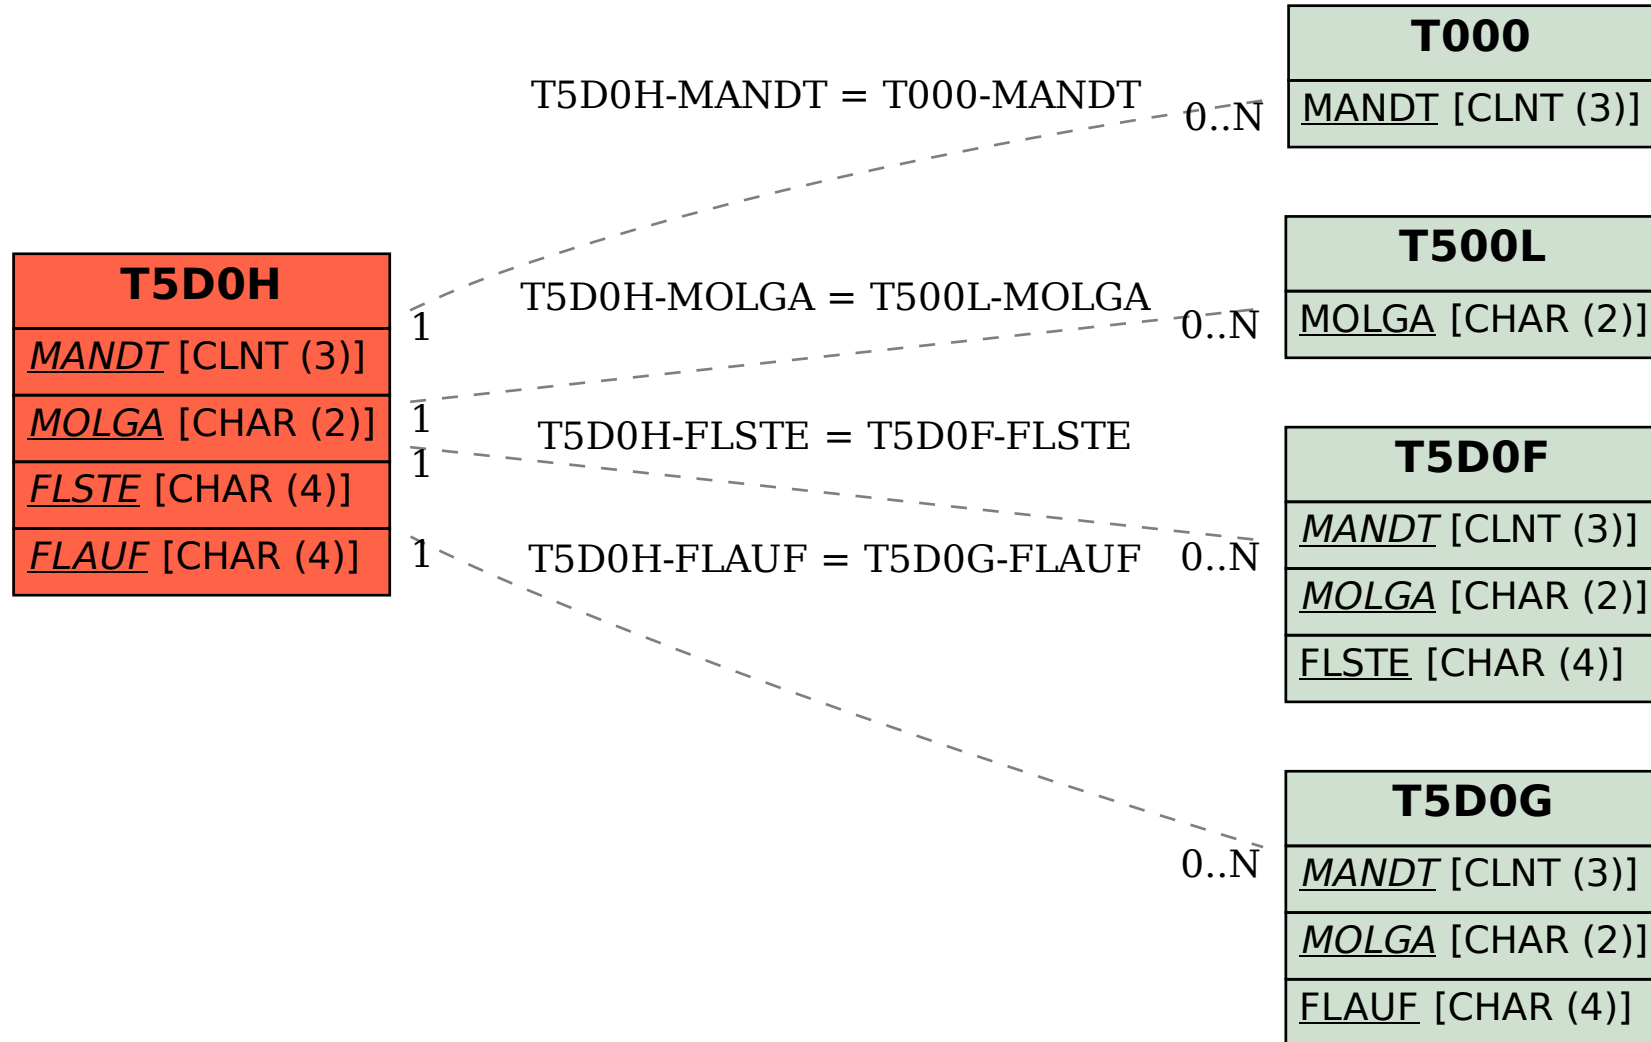 T5D0H
MANDT [CLNT (3)]
MOLGA [CHAR (2)]
FLSTE [CHAR (4)]
FLAUF [CHAR (4)]
T5D0H-MANDT = T000-MANDT
1
0..N
T5D0H-MOLGA = T500L-MOLGA
1
0..N
T5D0H-FLSTE = T5D0F-FLSTE
1
0..N
T5D0H-FLAUF = T5D0G-FLAUF
1
0..N
T000
MANDT [CLNT (3)]
T500L
MOLGA [CHAR (2)]
T5D0F
MANDT [CLNT (3)]
MOLGA [CHAR (2)]
FLSTE [CHAR (4)]
T5D0G
MANDT [CLNT (3)]
MOLGA [CHAR (2)]
FLAUF [CHAR (4)]